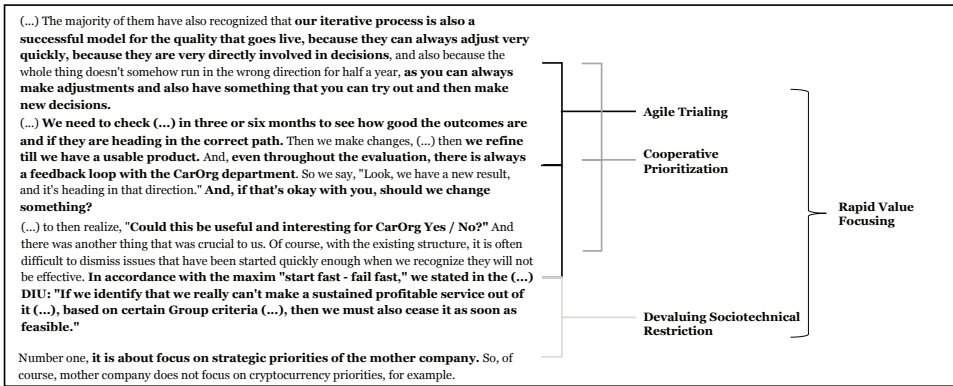 (...) The majority of them have also recognized that our iterative process is also a
successful model for the quality that goes live, because they can always adjust very
quickly, because they are very directly involved in decisions, and also because the
whole thing doesn't somehow run in the wrong direction for half a year, as you can always
make adjustments and also have something that you can try out and then make
new decisions.
(...) We need to check (...) in three or six months to see how good the outcomes are
and if they are heading in the correct path. Then we make changes, (...) then we refine
till we have a usable product. And, even throughout the evaluation, there is always
a feedback loop with the CarOrg department. So we say, "Look, we have a new result,
and it's heading in that direction." And, if that's okay with you, should we change
something?
(...) to then realize, "Could this be useful and interesting for CarOrg Yes / No?" And
there was another thing that was crucial to us. Of course, with the existing structure, it is often
difficult to dismiss issues that have been started quickly enough when we recognize they will not
be effective. In accordance with the maxim "start fast - fail fast," we stated in the (...)
DIU: "If we identify that we really can't make a sustained profitable service out of
it (...), based on certain Group criteria (...), then we must also cease it as soon as
feasible."
Number one, it is about focus on strategic priorities of the mother company. So, of
course, mother company does not focus on cryptocurrency priorities, for example.
Agile Trialing
Cooperative
Prioritization
Devaluing Sociotechnical
Restriction
Rapid Value
Focusing